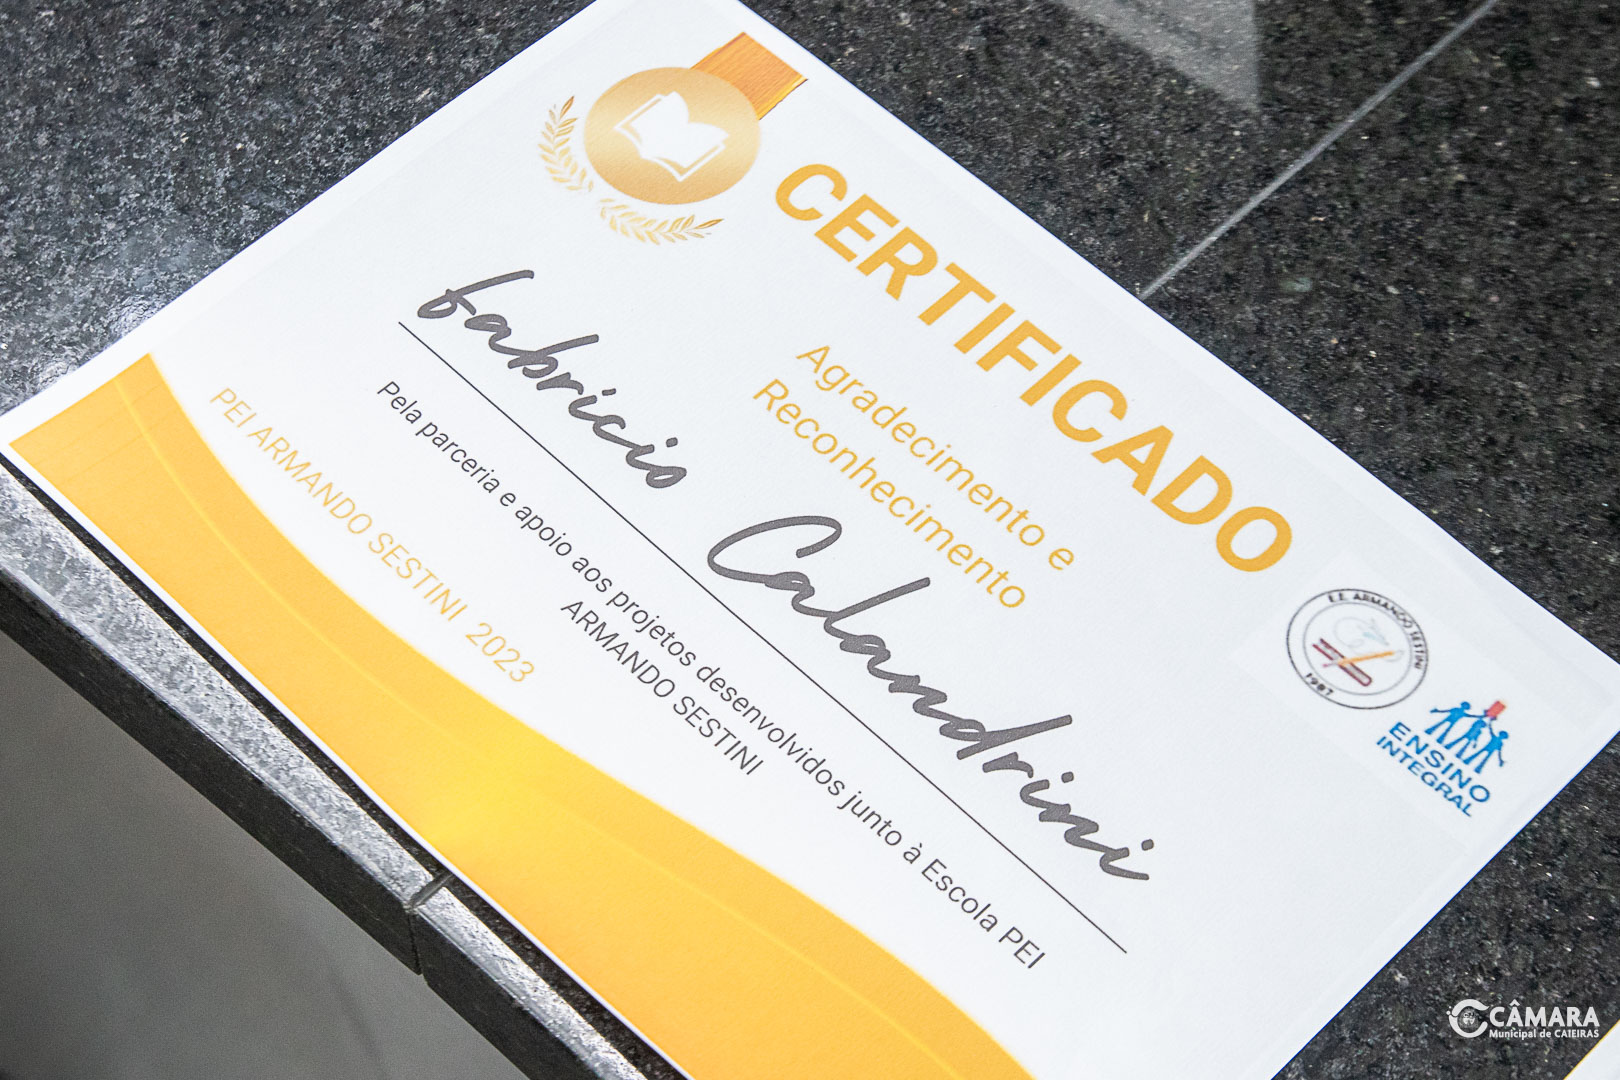 CERTIFICADO
Agradecimento e
Reconhecimento
fabricio Calandrini
Pela parceria e apoio aos projetos desenvolvidos junto à Escola PEI
ARMANDO SESTINI
PEI ARMANDO SESTINI 2023
E.E. ARMANDO SESTINI
1987
ENSINO
INTEGRAL
CÂMARA
Municipal de CAIEIRAS